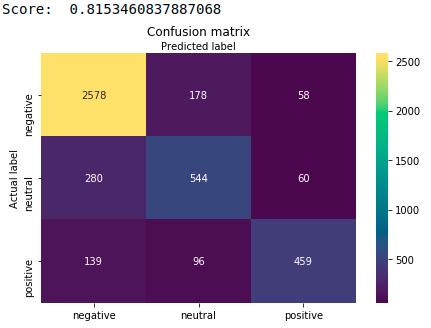 Score: 0.8153460837887068
Confusion matrix
Predicted label
Actual label
negative 2578 178 58
neutral 280 544 60
positive 139 96 459
negative neutral positive
2500
2000
1500
1000
500